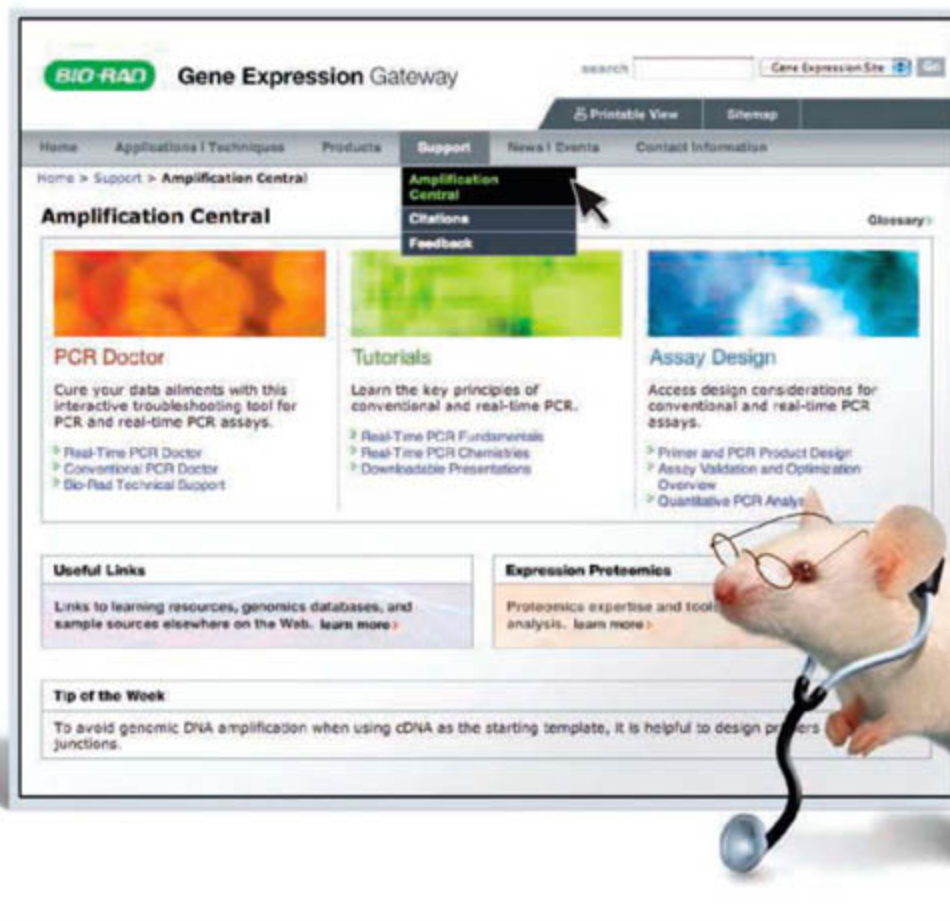 BIO-RAD Gene Expression Gateway
search Gene Expression Site Go
Printable View Sitemap
Home Applications | Techniques Products Support News | Events Contact Information
Home > Support > Amplification Central
Amplification
Central
Citations
Feedback
Amplification Central
Glossary
PCR Doctor
Cure your data ailments with this
interactive troubleshooting tool for
PCR and real-time PCR assays.
Real-Time PCR Doctor
Conventional PCR Doctor
Bio-Rad Technical Support
Tutorials
Learn the key principles of
conventional and real-time PCR.
Real-Time PCR Fundamentals
Real-Time PCR Chemistries
Downloadable Presentations
Assay Design
Access design considerations for
conventional and real-time PCR
assays.
Primer and PCR Product Design
Assay Validation and Optimization
Overview
Quantitative PCR
Useful Links
Links to learning resources, genomics databases, and
sample sources elsewhere on the Web. learn more
Expression Proteomics
Proteomics expertise and
analysis. learn more
Tip of the Week
To avoid genomic DNA amplification when using cDNA as the starting template, it is helpful to design
junctions.